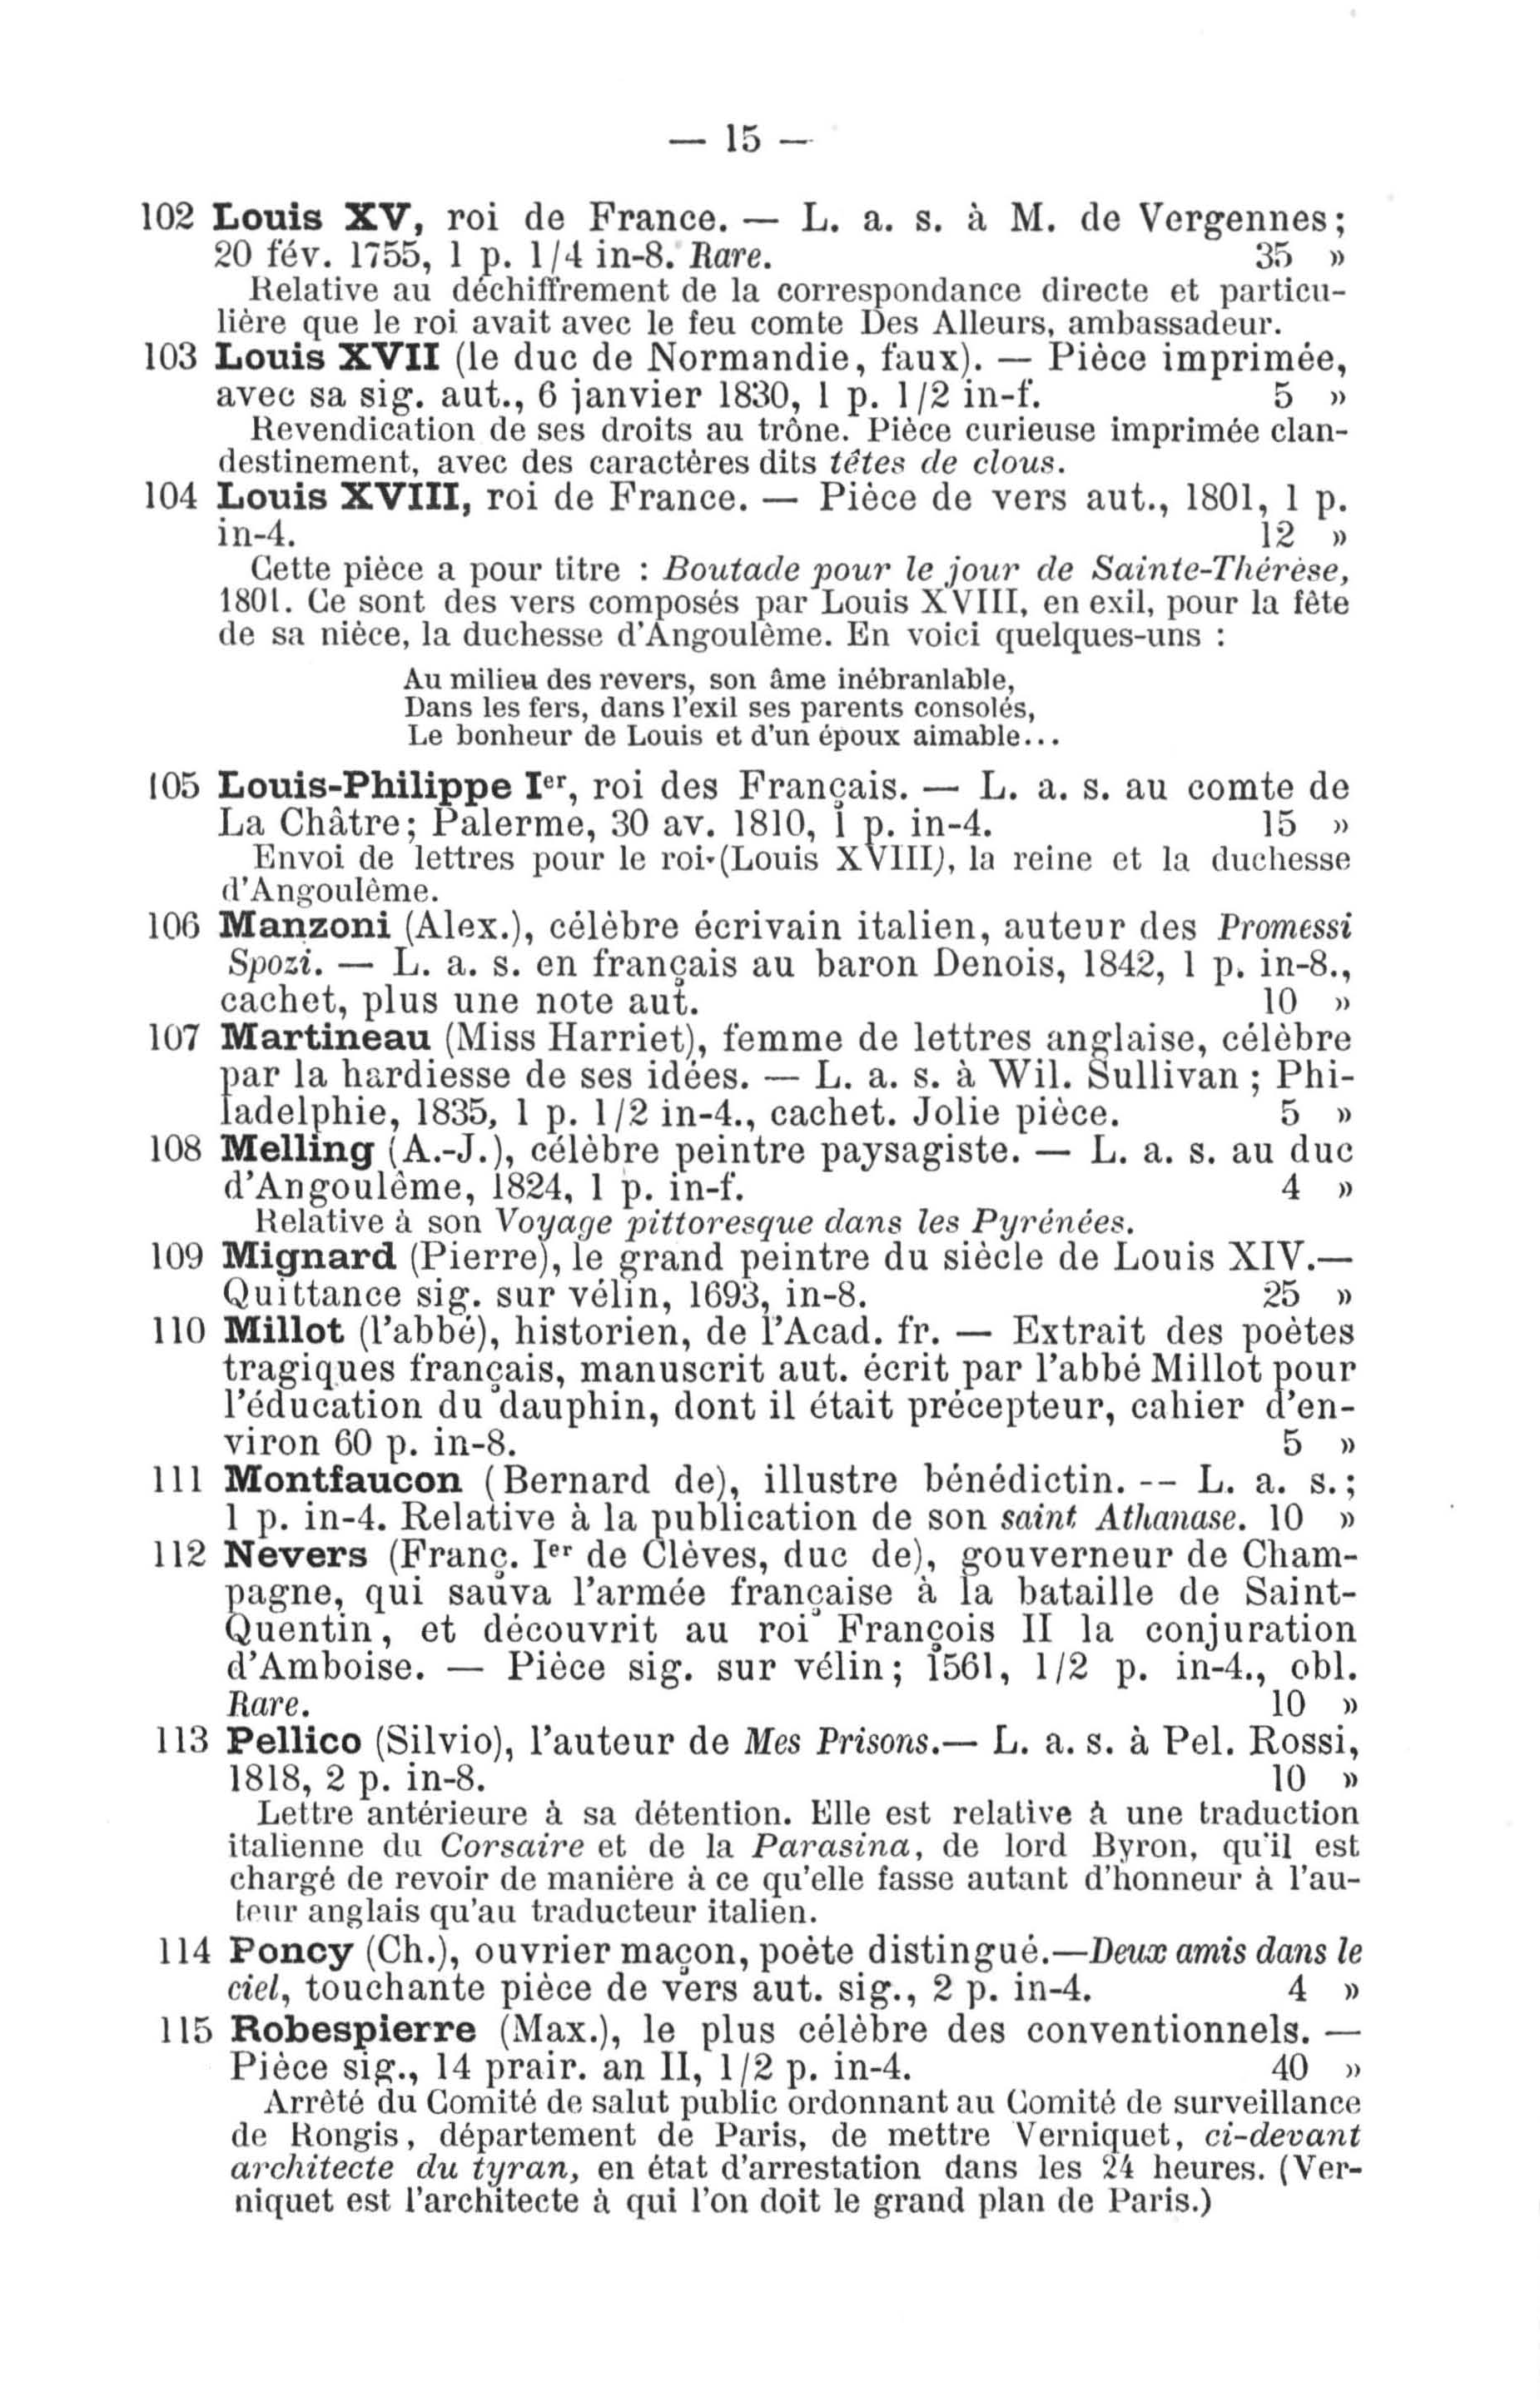 — 15 —
102 Louis XV, roi de France. — L. a. s. à M. de Vergennes;
20 fév. 1755, 1 p. 1/4 in-8. Rare. 35 »
Relative au déchiffrement de la correspondance directe et particu-
lière que le roi avait avec le feu comte Des Alleurs, ambassadeur.
103 Louis XVII (le duc de Normandie, faux). — Pièce imprimée,
avec sa sig. aut., 6 janvier 1830, 1 p. 1/2 in-f. 5 »
Revendication de ses droits au trône. Pièce curieuse imprimée clan-
destinement, avec des caractères dits têtes de clous.
104 Louis XVIII, roi de France. — Pièce de vers aut., 1801, 1 p.
in-4. 12 »
Cette pièce a pour titre : Boutade pour le jour de Sainte-Thérèse,
1801. Ce sont des vers composés par Louis XVIII, en exil, pour la fête
de sa nièce, la duchesse d'Angoulème. En voici quelques-uns :
Au milieu des revers, son âme inébranlable,
Dans les fers, dans l'exil ses parents consolés,
Le bonheur de Louis et d'un époux aimable...
105 Louis-Philippe Ier, roi des Français. — L. a. s. au comte de
La Châtre; Palerme, 30 av. 1810, 1 p. in-4. 15 »
Envoi de lettres pour le roi (Louis XVIII), la reine et la duchesse
d'Angoulême.
106 Manzoni (Alex.), célèbre écrivain italien, auteur des Promessi
Spozi. — L. a. s. en français au baron Denois, 1842, 1 p. in-8.,
cachet, plus une note aut. 10 »
107 Martineau (Miss Harriet), femme de lettres anglaise, célèbre
par la hardiesse de ses idées. — L. a. s. à Wil. Sullivan ; Phi-
ladelphie, 1835, 1 p. 1/2 in-4., cachet. Jolie pièce. 5 »
108 Melling (A.-J.), célèbre peintre paysagiste. — L. a. s. au duc
d'Angoulême, 1824, 1 p. in-f. 4 »
Relative à son Voyage pittoresque dans les Pyrénées.
109 Mignard (Pierre), le grand peintre du siècle de Louis XIV.—
Quittance sig. sur vélin, 1693, in-8. 25 »
110 Millot (l'abbé), historien, de l'Acad. fr. — Extrait des poètes
tragiques français, manuscrit aut. écrit par l'abbé Millot pour
l'éducation du dauphin, dont il était précepteur, cahier d'en-
viron 60 p. in-8. 5 »
111 Montfaucon (Bernard de), illustre bénédictin. -- L. a. s.;
1 p. in-4. Relative à la publication de son saint Athanase. 10 »
112 Nevers (Franç. Ier de Clèves, duc de), gouverneur de Cham-
pagne, qui sauva l'armée française à la bataille de Saint-
Quentin, et découvrit au roi François II la conjuration
d'Amboise. — Pièce sig. sur vélin; 1561, 1/2 p. in-4., obl.
Rare. 10 »
113 Pellico (Silvio), l'auteur de Mes Prisons.— L. a. s. à Pel. Rossi,
1818, 2 p. in-8. 10 »
Lettre antérieure à sa détention. Elle est relative à une traduction
italienne du Corsaire et de la Parasina, de lord Byron, qu'il est
chargé de revoir de manière à ce qu'elle fasse autant d'honneur à l'au-
teur anglais qu'au traducteur italien.
114 Poncy (Ch.), ouvrier maçon, poète distingué.—Deux amis dans le
ciel, touchante pièce de vers aut. sig., 2 p. in-4. 4 »
115 Robespierre (Max.), le plus célèbre des conventionnels. —
Pièce sig., 14 prair. an II, 1/2 p. in-4. 40 »
Arrêté du Comité de salut public ordonnant au Comité de surveillance
de Rongis, département de Paris, de mettre Verniquet, ci-devant
architecte du tyran, en état d'arrestation dans les 24 heures. (Ver-
niquet est l'architecte à qui l'on doit le grand plan de Paris.)